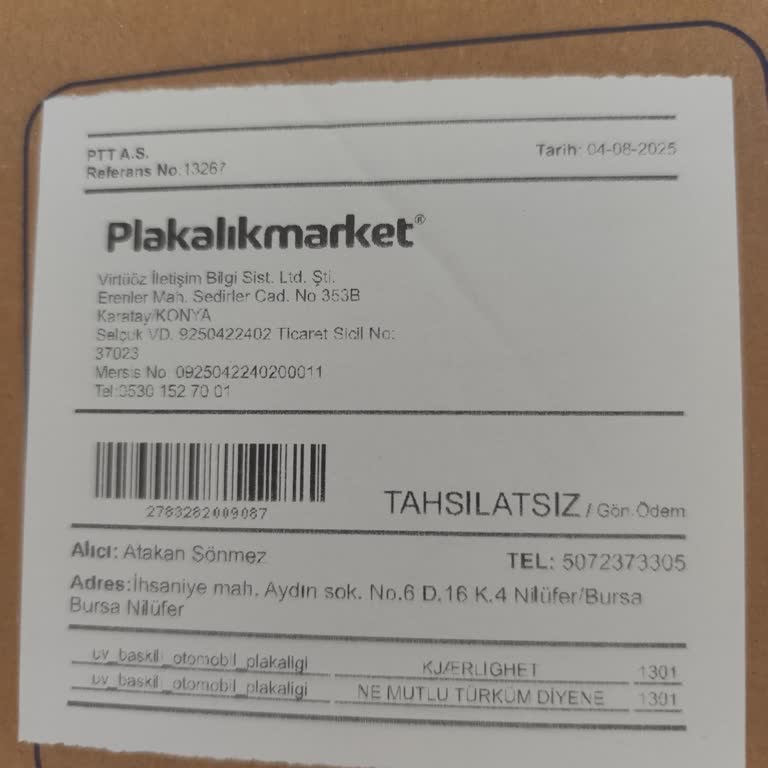 PTT A.S.
Tarih: 04-08-2025
Referans No.13267
Plakalıkmarket®
Virtüöz İletişim Bilgi Sist. Ltd. Şti.
Erenler Mah. Sedirler Cad. No 353B
Karatay/KONYA
Selçuk VD. 9250422402 Ticaret Sicil No:
37023
Mersis No: 0925042240200011
Tel:0530 152 70 01
2783282009087
TAHSILATSIZ / Gön.Ödem
Alıcı: Atakan Sönmez
TEL: 5072373305
Adres:İhsaniye mah. Aydın sok. No.6 D.16 K.4 Nilüfer/Bursa
Bursa Nilüfer
uv_baskili_otomobil_plakaligi KJÆRLIGHET 1301
uv_baskili_otomobil_plakaligi NE MUTLU TÜRKÜM DİYENE 1301